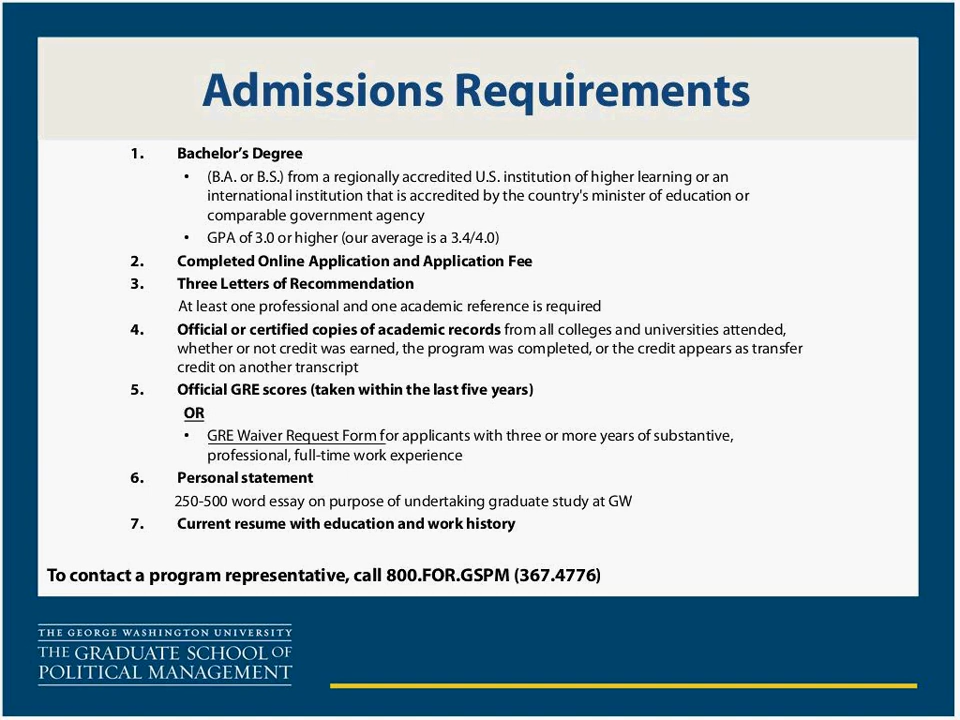 Admissions Requirements
1. Bachelor’s Degree
• (B.A. or B.S.) from a regionally accredited U.S. institution of higher learning or an
international institution that is accredited by the country's minister of education or
comparable government agency
• GPA of 3.0 or higher (our average is a 3.4/4.0)
2. Completed Online Application and Application Fee
3. Three Letters of Recommendation
At least one professional and one academic reference is required
4. Official or certified copies of academic records from all colleges and universities attended,
whether or not credit was earned, the program was completed, or the credit appears as transfer
credit on another transcript
5. Official GRE scores (taken within the last five years)
OR
• GRE Waiver Request Form for applicants with three or more years of substantive,
professional, full-time work experience
6. Personal statement
250-500 word essay on purpose of undertaking graduate study at GW
7. Current resume with education and work history
To contact a program representative, call 800.FOR.GSPM (367.4776)
THE GEORGE WASHINGTON UNIVERSITY
THE GRADUATE SCHOOL OF
POLITICAL MANAGEMENT